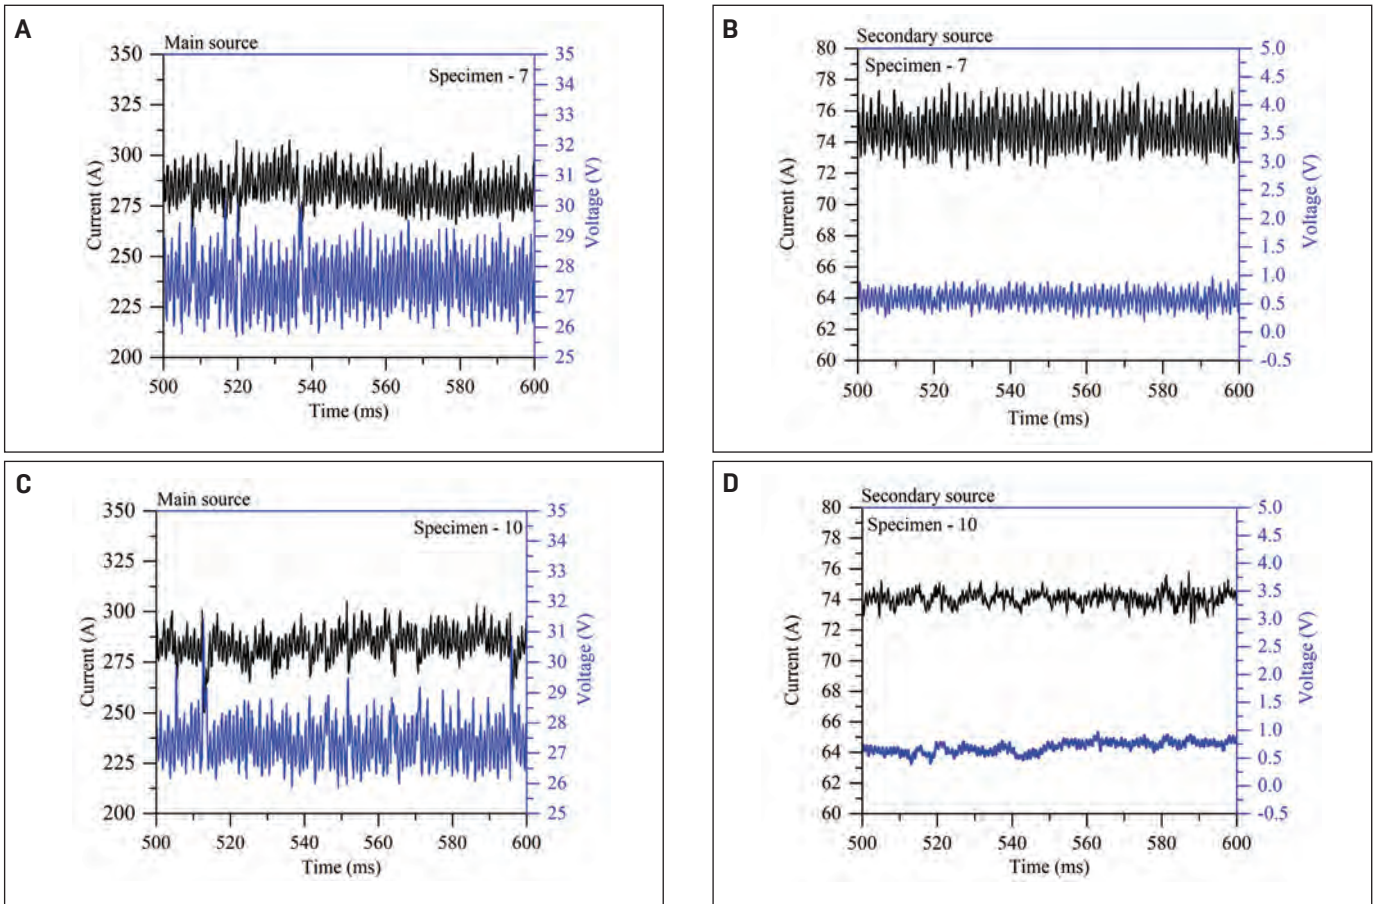 A
Main source
Specimen - 7
350
325
300
275
250
225
200
Current (A)
35
34
33
32
31
30
29
28
27
26
25
Voltage (V)
500 520 540 560 580 600
Time (ms)
B
Secondary source
Specimen - 7
80
78
76
74
72
70
68
66
64
62
60
Current (A)
5.0
4.5
4.0
3.5
3.0
2.5
2.0
1.5
1.0
0.5
0.0
-0.5
Voltage (V)
500 520 540 560 580 600
Time (ms)
C
Main source
Specimen - 10
350
325
300
275
250
225
200
Current (A)
35
34
33
32
31
30
29
28
27
26
25
Voltage (V)
500 520 540 560 580 600
Time (ms)
D
Secondary source
Specimen - 10
80
78
76
74
72
70
68
66
64
62
60
Current (A)
5.0
4.5
4.0
3.5
3.0
2.5
2.0
1.5
1.0
0.5
0.0
-0.5
Voltage (V)
500 520 540 560 580 600
Time (ms)